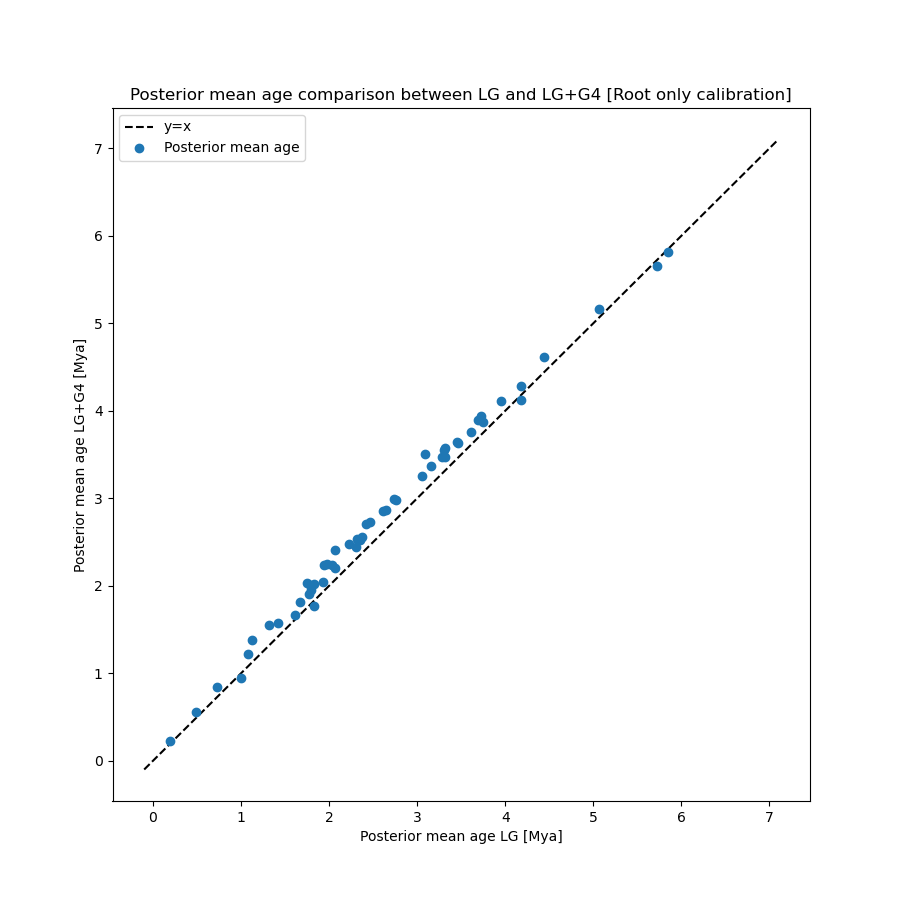 Posterior mean age comparison between LG and LG+G4 [Root only calibration]
y=x
Posterior mean age
7
6
5
4
3
2
1
0
Posterior mean age LG+G4 [Mya]
0 1 2 3 4 5 6 7
Posterior mean age LG [Mya]